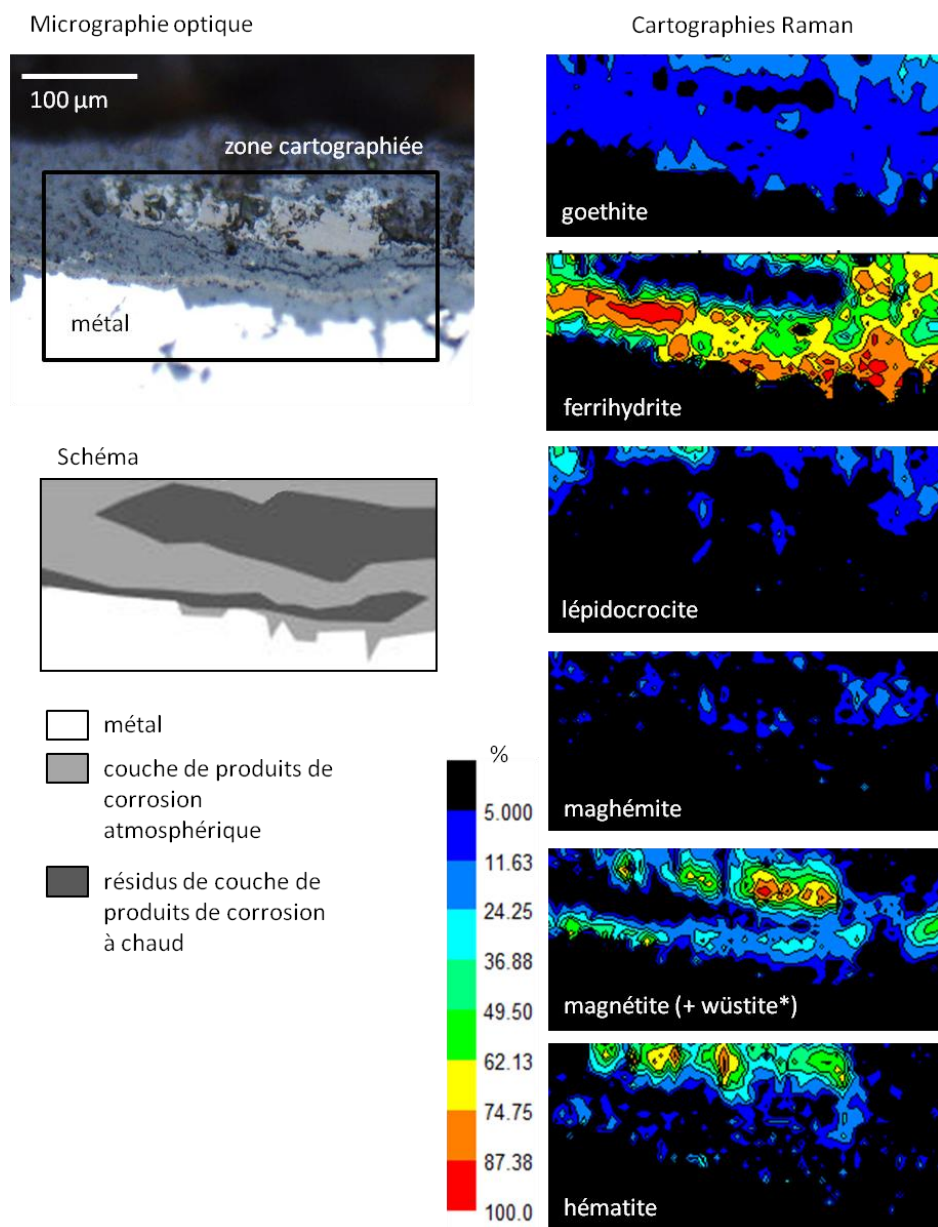 Micrographie optique
Cartographies Raman
100 µm
zone cartographiée
métal
Schéma
métal
couche de produits de
corrosion
atmosphérique
résidus de couche de
produits de corrosion
à chaud
goethite
ferrihydrite
lépidocrocite
maghémite
magnétite (+ wüstite*)
hématite
%
5.000
11.63
24.25
36.88
49.50
62.13
74.75
87.38
100.0